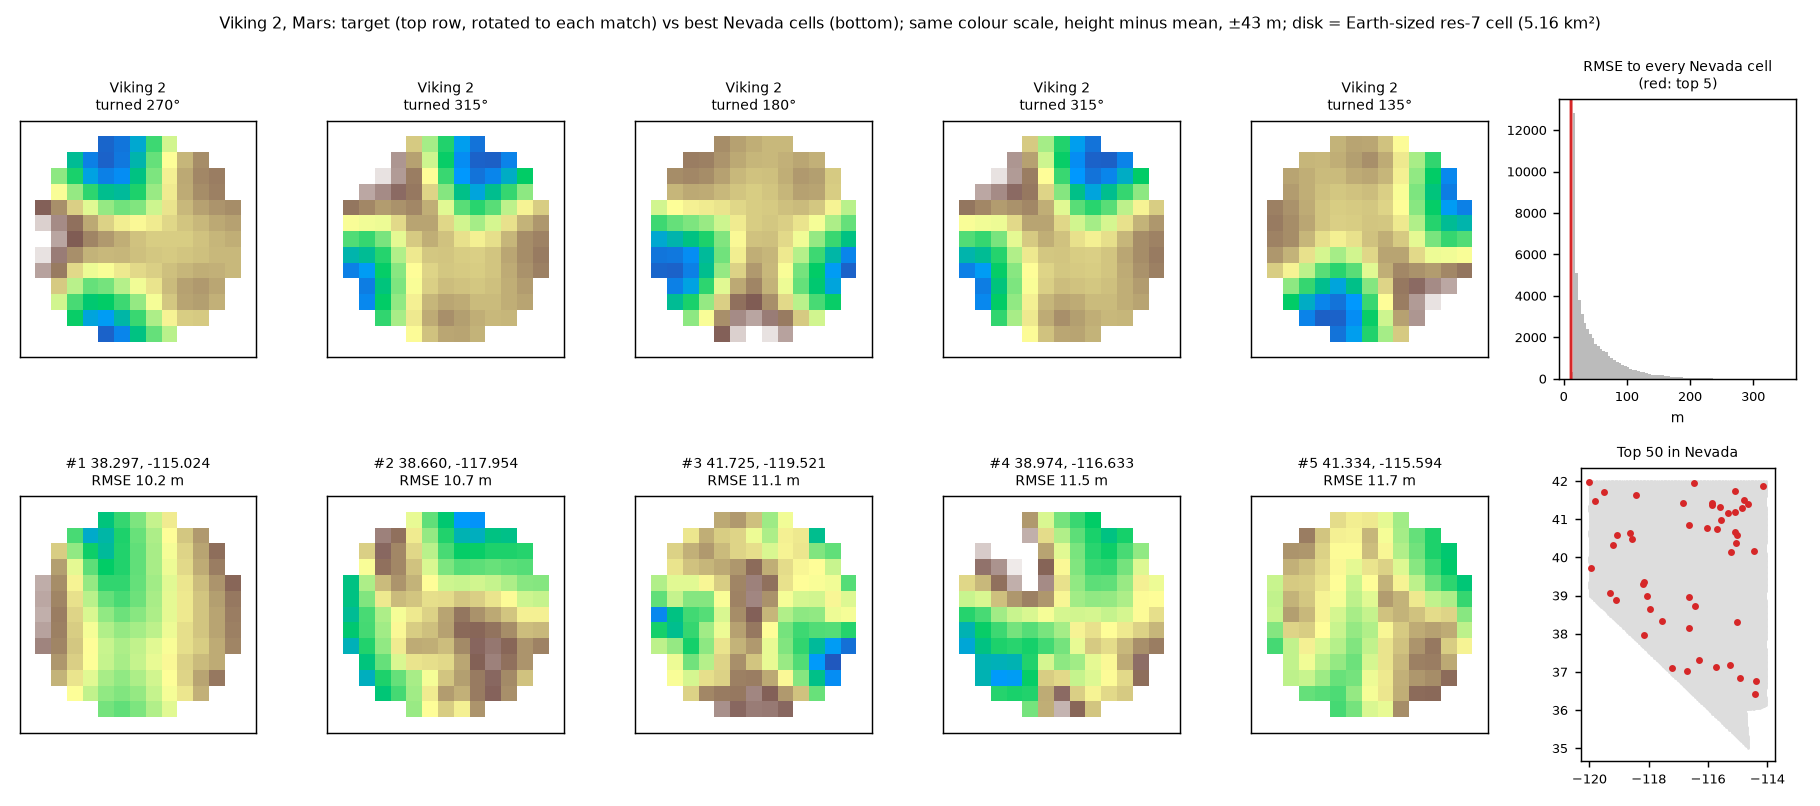 Viking 2, Mars: target (top row, rotated to each match) vs best Nevada cells (bottom); same colour scale, height minus mean, ±43 m; disk = Earth-sized res-7 cell (5.16 km²)
Viking 2
turned 270°
Viking 2
turned 315°
Viking 2
turned 180°
Viking 2
turned 315°
Viking 2
turned 135°
RMSE to every Nevada cell
(red: top 5)
12000
10000
8000
6000
4000
2000
0
0 100 200 300
m
#1 38.297, -115.024
RMSE 10.2 m
#2 38.660, -117.954
RMSE 10.7 m
#3 41.725, -119.521
RMSE 11.1 m
#4 38.974, -116.633
RMSE 11.5 m
#5 41.334, -115.594
RMSE 11.7 m
Top 50 in Nevada
42
41
40
39
38
37
36
35
−120 −118 −116 −114